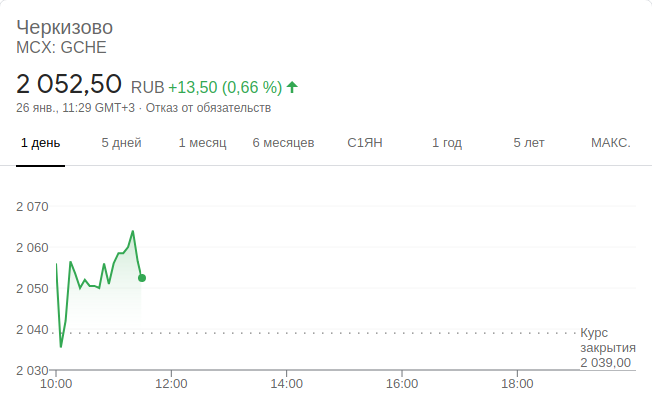 Черкизово
MCX: GCHE
2 052,50 RUB +13,50 (0,66 %)
26 янв., 11:29 GMT+3 · Отказ от обязательств
1 день 5 дней 1 месяц 6 месяцев С1ЯН 1 год 5 лет МАКС.
2 070
2 060
2 050
2 040
Курс
закрытия
2 039,00
2 030
10:00 12:00 14:00 16:00 18:00